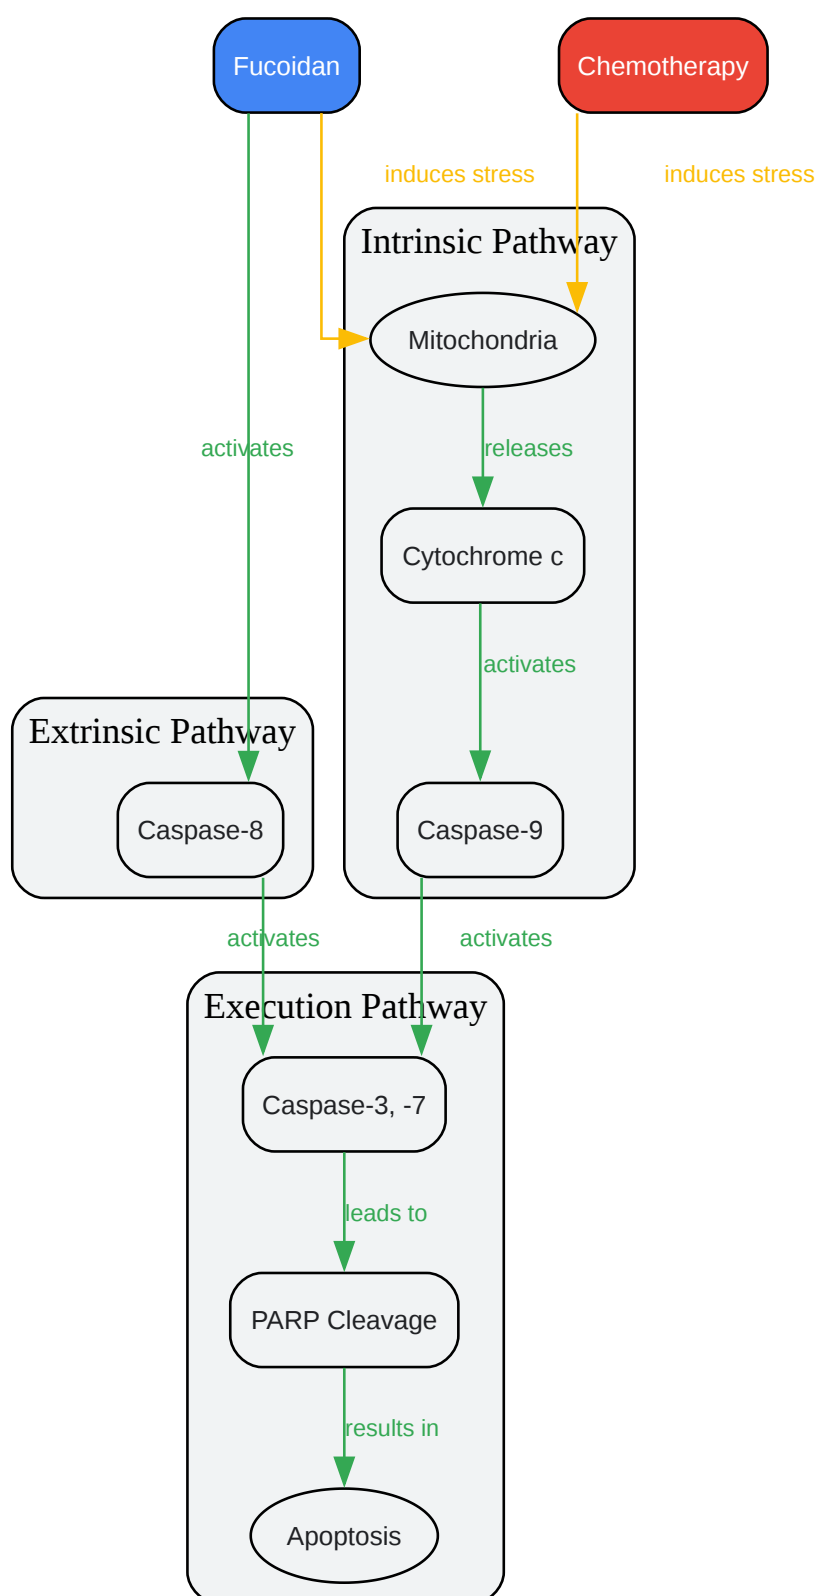 Fucoidan
Chemotherapy
induces stress
induces stress
Intrinsic Pathway
Mitochondria
activates
releases
Cytochrome c
activates
Extrinsic Pathway
Caspase-8
Caspase-9
activates
activates
Execution Pathway
Caspase-3, -7
leads to
PARP Cleavage
results in
Apoptosis